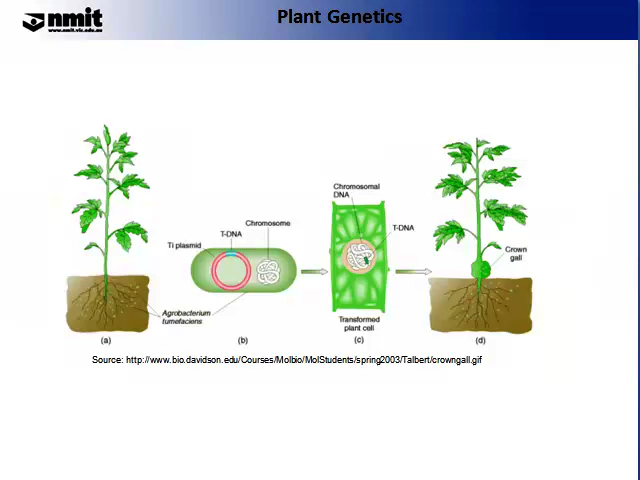 nmit
www.nmit.vic.edu.au
Plant Genetics
Chromosomal
DNA
T-DNA
Chromosome
T-DNA
Ti plasmid
Crown
gall
Agrobacterium
tumefaciens
Transformed
plant cell
(a)
(b)
(c)
(d)
Source: http://www.bio.davidson.edu/Courses/Molbio/MolStudents/spring2003/Talbert/crowngall.gif